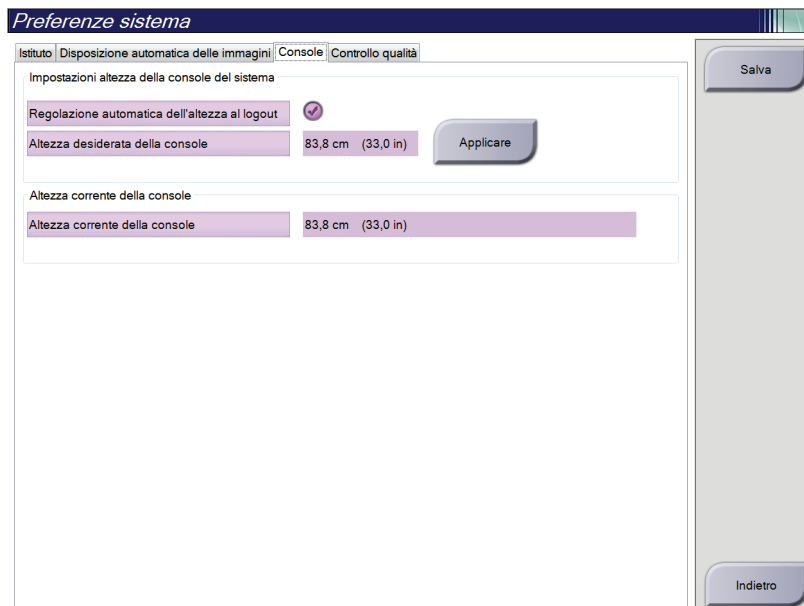 Preferenze sistema
Istituto Disposizione automatica delle immagini Console Controllo qualità
Salva
Impostazioni altezza della console del sistema
Regolazione automatica dell'altezza al logout
Altezza desiderata della console 83,8 cm (33,0 in) Applicare
Altezza corrente della console
Altezza corrente della console 83,8 cm (33,0 in)
Indietro